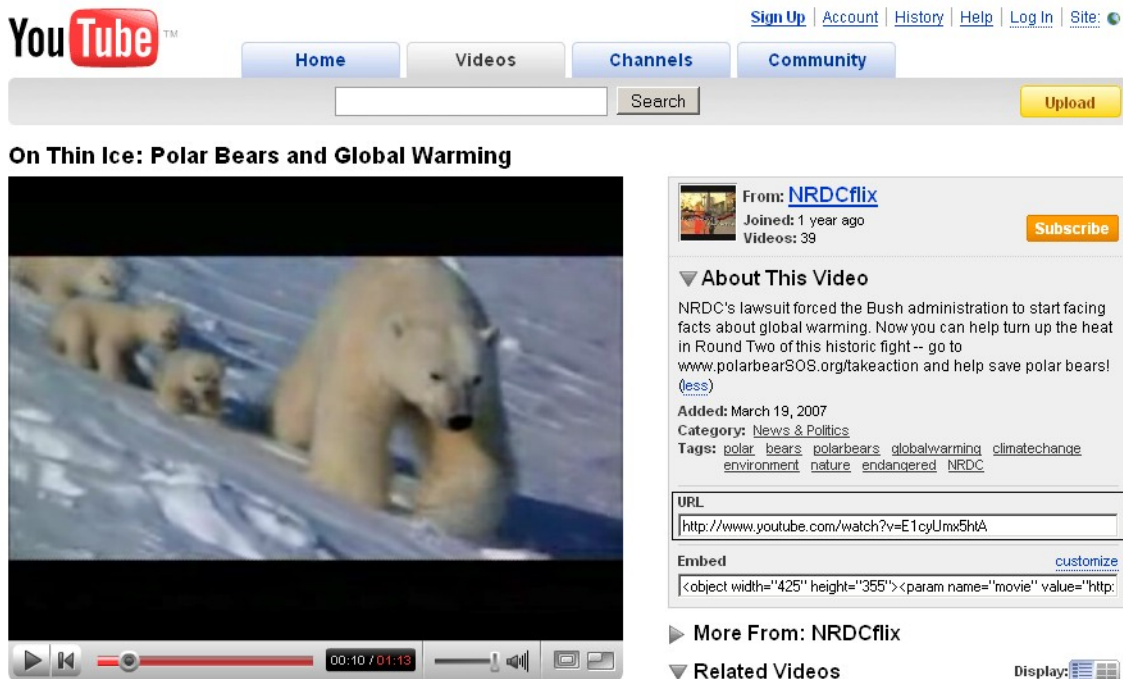 You Tube TM
Sign Up | Account | History | Help | Log In | Site:
Home Videos Channels Community
Search Upload
On Thin Ice: Polar Bears and Global Warming
From: NRDCflix
Joined: 1 year ago
Videos: 39
Subscribe
About This Video
NRDC's lawsuit forced the Bush administration to start facing
facts about global warming. Now you can help turn up the heat
in Round Two of this historic fight -- go to
www.polarbearSOS.org/takeaction and help save polar bears!
(less)
Added: March 19, 2007
Category: News & Politics
Tags: polar bears polarbears globalwarming climatechange
environment nature endangered NRDC
URL
http://www.youtube.com/watch?v=E1cyUmx5htA
Embed customize
<object width="425" height="355"><param name="movie" value="http:
00:10 / 01:13
More From: NRDCflix
Related Videos Display: